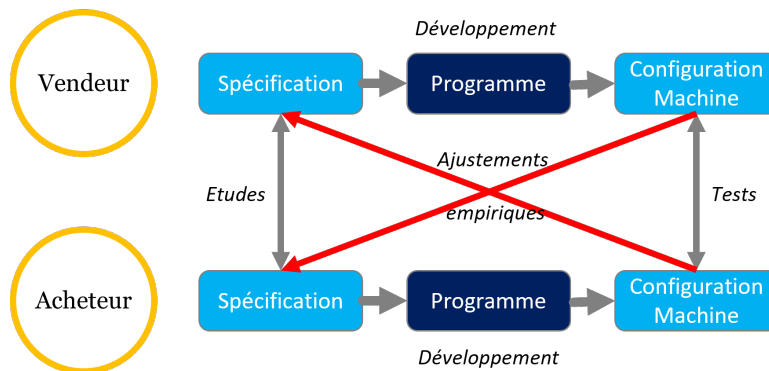 Développement
Vendeur
Spécification
Programme
Configuration
Machine
Ajustements
Etudes
Tests
empiriques
Acheteur
Spécification
Programme
Configuration
Machine
Développement